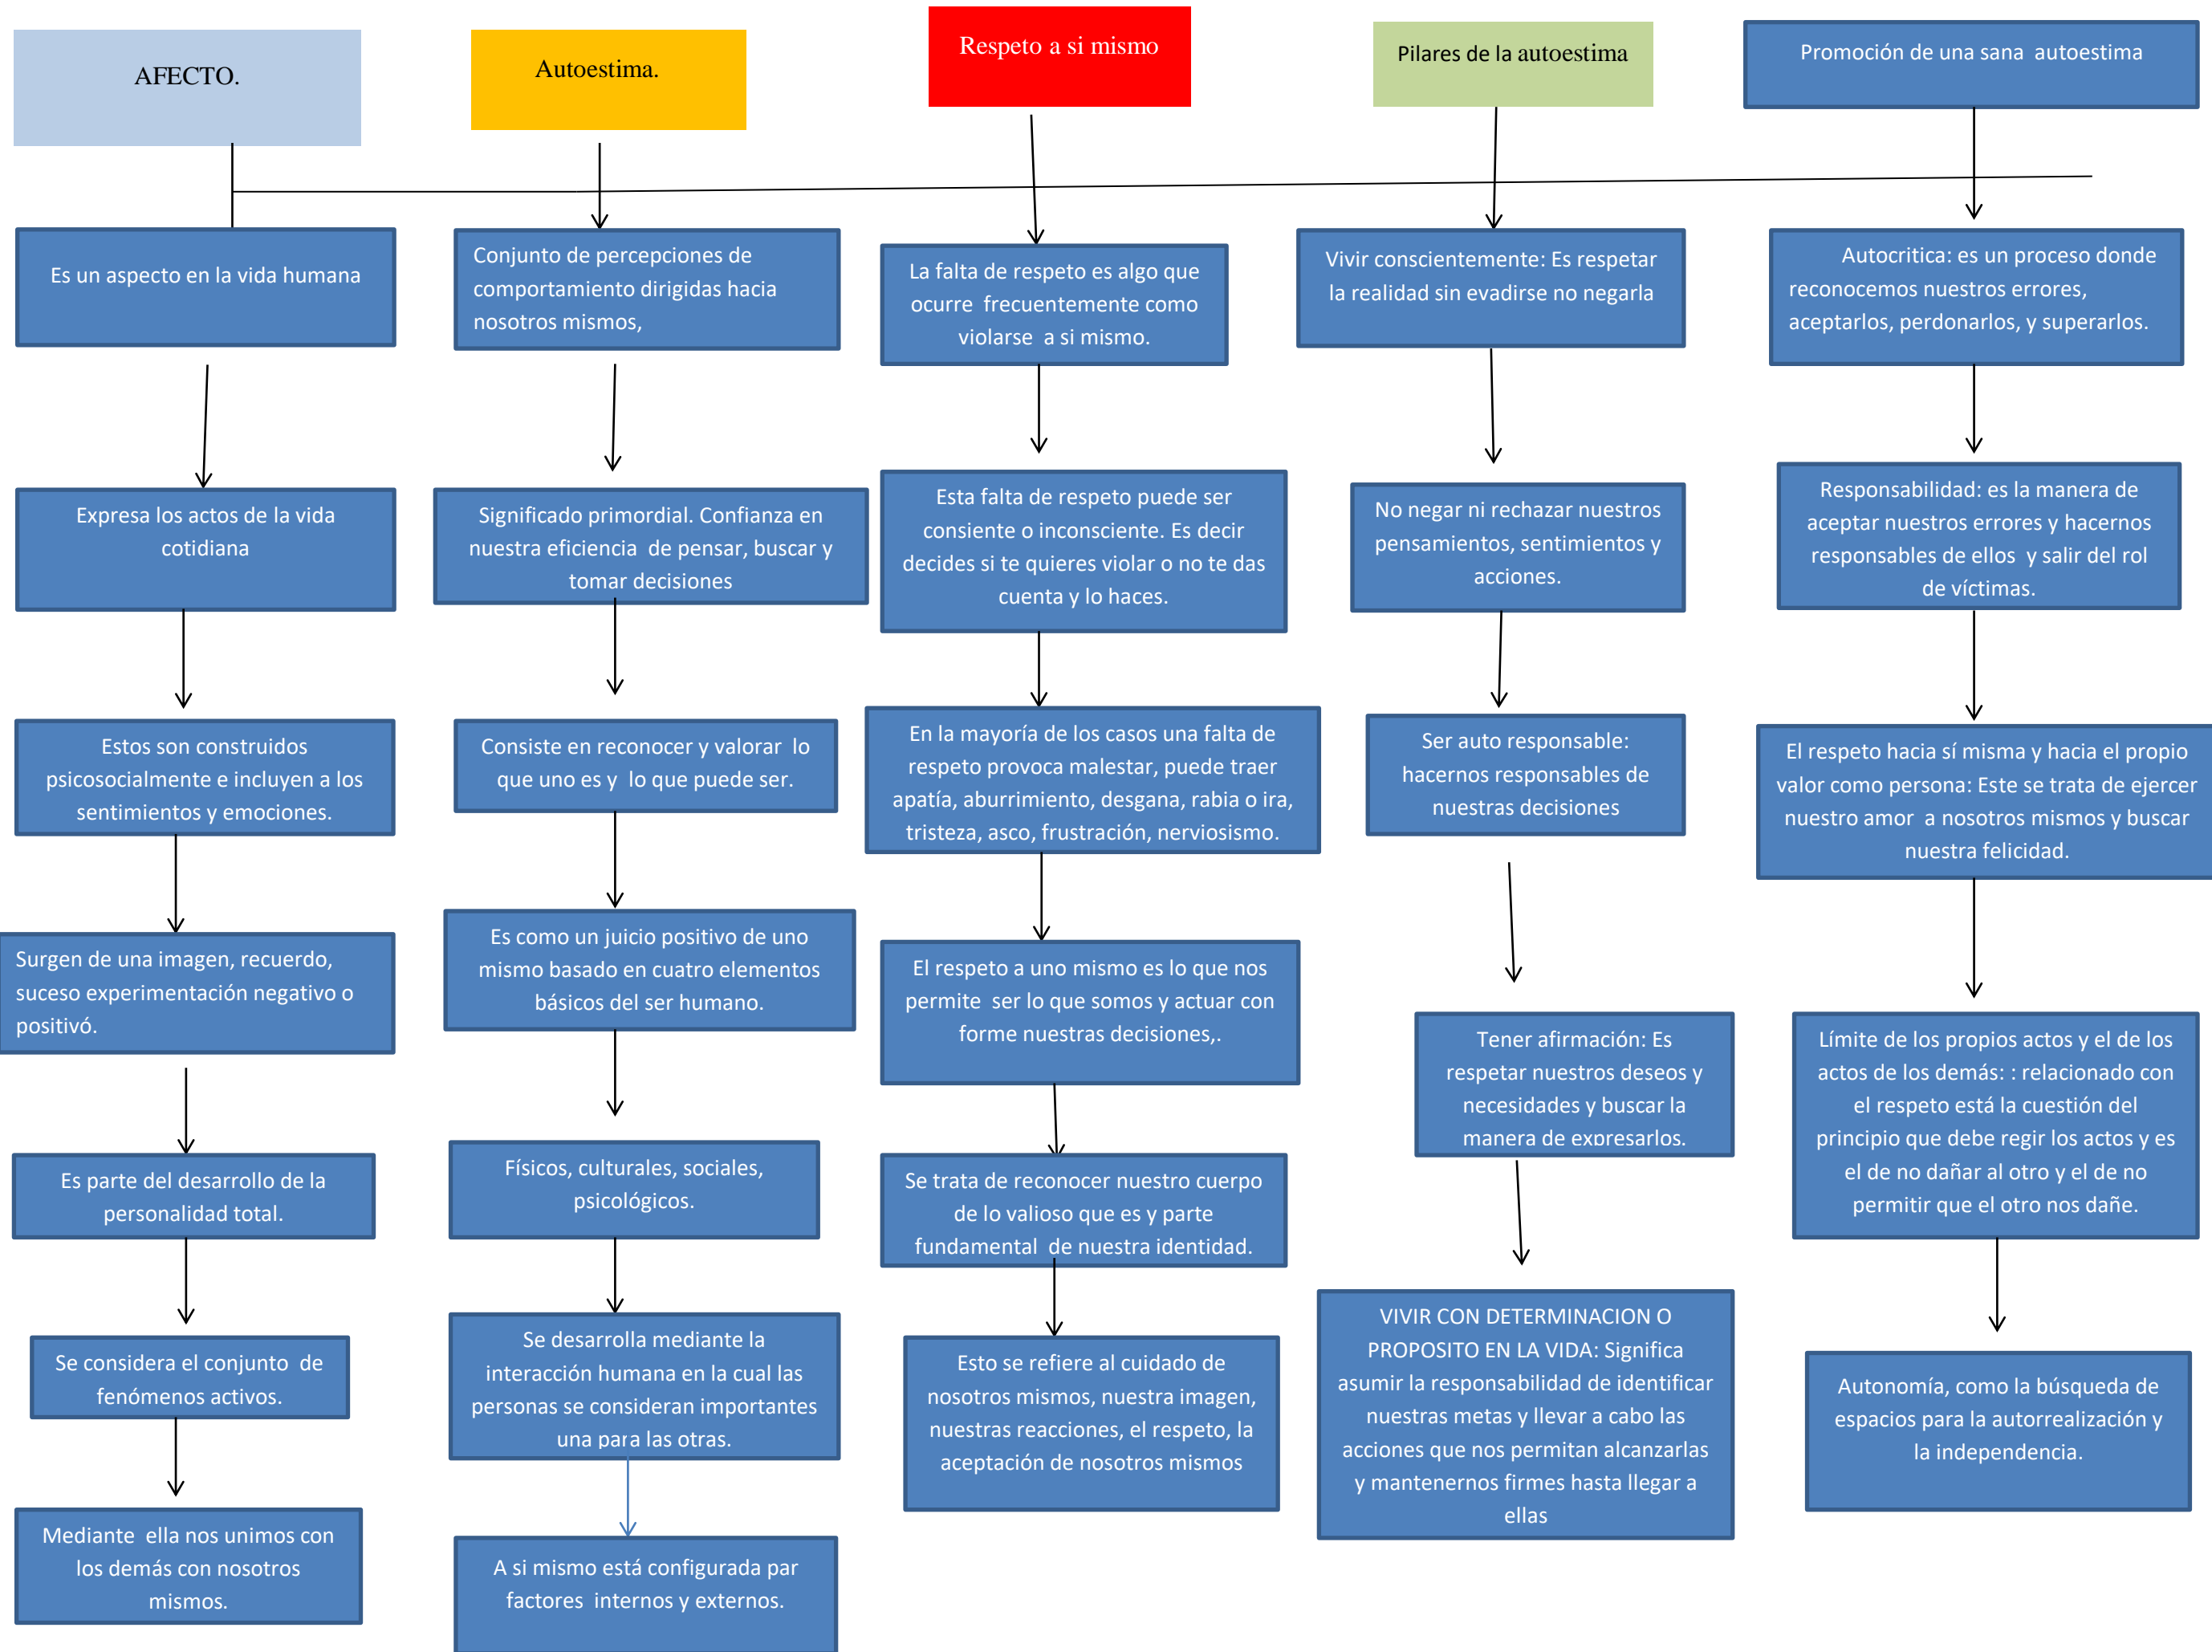 AFECTO.
Es un aspecto en la vida humana
Expresa los actos de la vida
cotidiana
Estos son construidos
psicosocialmente e incluyen a los
sentimientos y emociones.
Surgen de una imagen, recuerdo,
suceso experimentación negativo o
positivó.
Es parte del desarrollo de la
personalidad total.
Se considera el conjunto de
fenómenos activos.
Mediante ella nos unimos con
los demás con nosotros
mismos.
Autoestima.
Conjunto de percepciones de
comportamiento dirigidas hacia
nosotros mismos,
Significado primordial. Confianza en
nuestra eficiencia de pensar, buscar y
tomar decisiones
Consiste en reconocer y valorar lo
que uno es y lo que puede ser.
Es como un juicio positivo de uno
mismo basado en cuatro elementos
básicos del ser humano.
Físicos, culturales, sociales,
psicológicos.
Se desarrolla mediante la
interacción humana en la cual las
personas se consideran importantes
una para las otras.
A si mismo está configurada par
factores internos y externos.
Respeto a si mismo
La falta de respeto es algo que
ocurre frecuentemente como
violarse a si mismo.
Esta falta de respeto puede ser
consiente o inconsciente. Es decir
decides si te quieres violar o no te das
cuenta y lo haces.
En la mayoría de los casos una falta de
respeto provoca malestar, puede traer
apatía, aburrimiento, desgana, rabia o ira,
tristeza, asco, frustración, nerviosismo.
El respeto a uno mismo es lo que nos
permite ser lo que somos y actuar con
forme nuestras decisiones,.
Se trata de reconocer nuestro cuerpo
de lo valioso que es y parte
fundamental de nuestra identidad.
Esto se refiere al cuidado de
nosotros mismos, nuestra imagen,
nuestras reacciones, el respeto, la
aceptación de nosotros mismos
Pilares de la autoestima
Vivir conscientemente: Es respetar
la realidad sin evadirse no negarla
No negar ni rechazar nuestros
pensamientos, sentimientos y
acciones.
Ser auto responsable:
hacernos responsables de
nuestras decisiones
Tener afirmación: Es
respetar nuestros deseos y
necesidades y buscar la
manera de expresarlos.
VIVIR CON DETERMINACION O
PROPOSITO EN LA VIDA: Significa
asumir la responsabilidad de identificar
nuestras metas y llevar a cabo las
acciones que nos permitan alcanzarlas
y mantenernos firmes hasta llegar a
ellas
Promoción de una sana autoestima
Autocritica: es un proceso donde
reconocemos nuestros errores,
aceptarlos, perdonarlos, y superarlos.
Responsabilidad: es la manera de
aceptar nuestros errores y hacernos
responsables de ellos y salir del rol
de víctimas.
El respeto hacia sí misma y hacia el propio
valor como persona: Este se trata de ejercer
nuestro amor a nosotros mismos y buscar
nuestra felicidad.
Límite de los propios actos y el de los
actos de los demás: : relacionado con
el respeto está la cuestión del
principio que debe regir los actos y es
el de no dañar al otro y el de no
permitir que el otro nos dañe.
Autonomía, como la búsqueda de
espacios para la autorrealización y
la independencia.